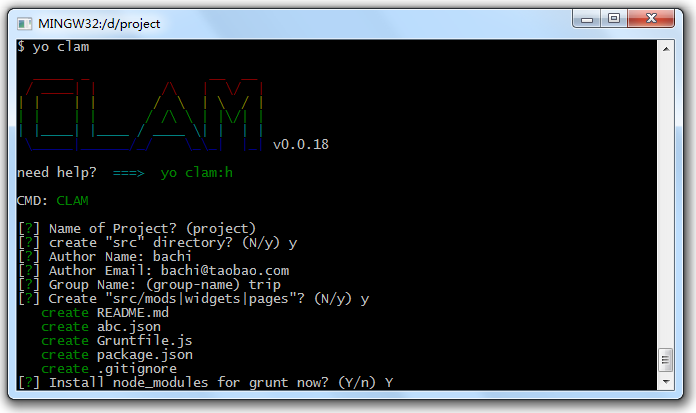 MINGW32:/d/project
$ yo clam
CLAM
v0.0.18
need help?  ===>  yo clam:h
CMD: CLAM
[?] Name of Project? (project)
[?] create "src" directory? (N/y) y
[?] Author Name: bachi
[?] Author Email: bachi@taobao.com
[?] Group Name: (group-name) trip
[?] Create "src/mods|widgets|pages"? (N/y) y
create README.md
create abc.json
create Gruntfile.js
create package.json
create .gitignore
[?] Install node_modules for grunt now? (Y/n) Y